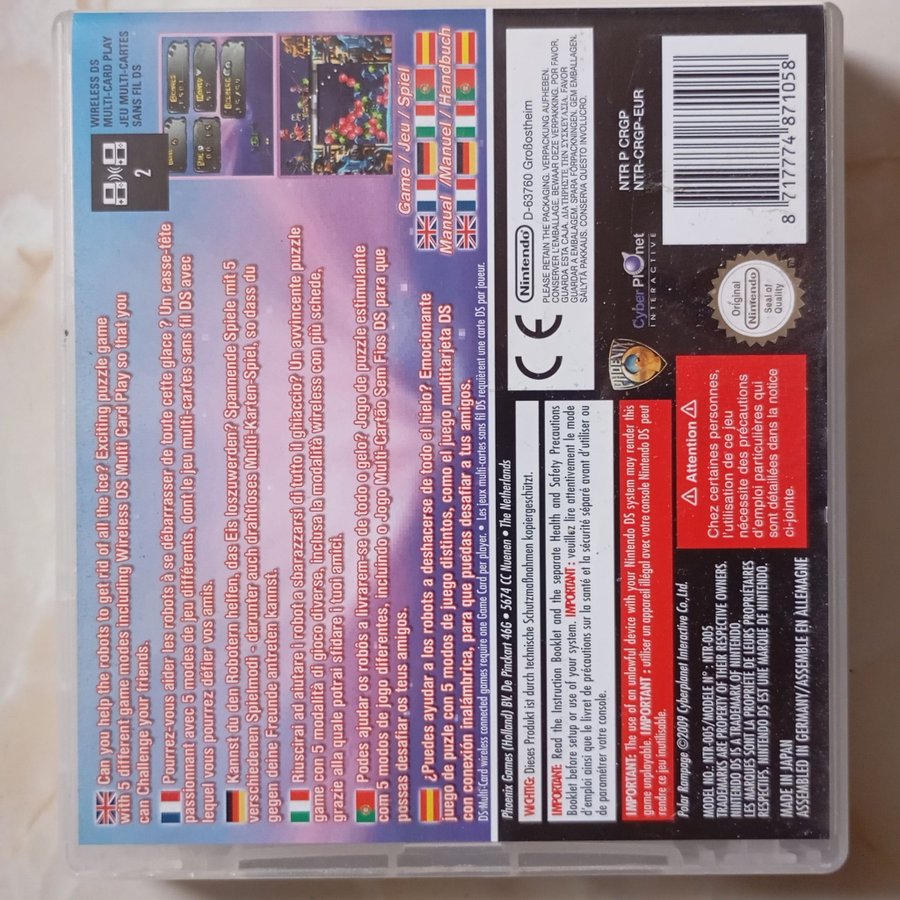 WIRELESS DS
MULTI-CARD PLAY
JEU MULTI-CARTES
SANS FIL DS
2
Can you help the robots to get rid of all the ice? Exciting puzzle game
with 5 different game modes including Wireless DS Multi Card Play so that you
can Challenge your friends.
Pourrez-vous aider les robots à se débarrasser de toute cette glace ? Un casse-tête
passionnant avec 5 modes de jeu différents, dont le jeu multi-cartes sans fil DS avec
lequel vous pourrez défier vos amis.
Kannst du den Robotern helfen, das Eis loszuwerden? Spannende Spiele mit 5
verschiedenen Spielmodi - darunter auch drahtloses Multi-Karten-Spiel, so dass du
gegen deine Freunde antreten kannst.
Riuscirai ad aiutare i robot a sbarazzarsi di tutto il ghiaccio? Un avvincente puzzle
game con 5 modalità di gioco diverse, inclusa la modalità wireless con più schede,
grazie alla quale potrai sfidare i tuoi amici.
Podes ajudar os robós a livrarem-se de todo o gelo? Jogo de puzzle estimulante
com 5 modos de jogo diferentes, incluindo o Jogo Multi-Cartão Sem Fios DS para que
possas desafiar os teus amigos.
¿Puedes ayudar a los robots a deshacerse de todo el hielo? Emocionante
juego de puzle con 5 modos de juego distintos, como el juego multitarjeta DS
con conexión inalámbrica, para que puedas desafiar a tus amigos.
Game / Jeu / Spiel
Manual /Manuel / Handbuch
DS Multi-Card wireless connected games require one Game Card per player. • Les jeux multi-cartes sans fil DS requièrent une carte DS par joueur.
Phoenix Games (Holland) BV. De Pinckart 46G • 5674 CC Nuenen • The Netherlands
WICHTIG: Dieses Produkt ist durch technische Schutzmaßnahmen kopiergeschützt.
IMPORTANT: Read the Instruction Booklet and the separate Health and Safety Precautions
Booklet before setup or use of your system. IMPORTANT : veuillez lire attentivement le mode
d'emploi ainsi que le livret de précautions sur la santé et la sécurité séparé avant d'utiliser ou
de paramétrer votre console.
IMPORTANT: The use of an unlawful device with your Nintendo DS system may render this
game unplayable. IMPORTANT : utiliser un appareil illégal avec votre console Nintendo DS peut
rendre ce jeu inutilisable.
Polar Rampage ©2009 Cyberplanet Interactive Co,.Ltd.
MODEL NO.: NTR-005/MODÈLE N° : NTR-005
TRADEMARKS ARE PROPERTY OF THEIR RESPECTIVE OWNERS.
NINTENDO DS IS A TRADEMARK OF NINTENDO.
LES MARQUES SONT LA PROPRIÉTÉ DE LEURS PROPRIÉTAIRES
RESPECTIFS. NINTENDO DS EST UNE MARQUE DE NINTENDO.
MADE IN JAPAN
ASSEMBLED IN GERMANY/ASSEMBLÉ EN ALLEMAGNE
CE
Nintendo D-63760 Großostheim
PLEASE RETAIN THE PACKAGING. VERPACKUNG AUFHEBEN.
CONSERVER L'EMBALLAGE. BEWAAR DEZE VERPAKKING. POR FAVOR,
GUARDA ESTA CAJA. ΔΙΑΤΗΡΗΣΤΕ ΤΗΝ ΣΥΣΚΕΥΑΣΙΑ. FAVOR
GUARDAR A EMBALAGEM. SPARA FÖRPACKNINGEN. GEM EMBALLAGEN.
SÄILYTÄ PAKKAUS. CONSERVA QUESTO INVOLUCRO.
CyberPlanet
INTERACTIVE
NTR P CRGP
NTR-CRGP-EUR
Attention
Chez certaines personnes,
l'utilisation de ce jeu
nécessite des précautions
d'emploi particulières qui
sont détaillées dans la notice
ci-jointe.
Original
Nintendo
Seal of
Quality
8 717774 871058